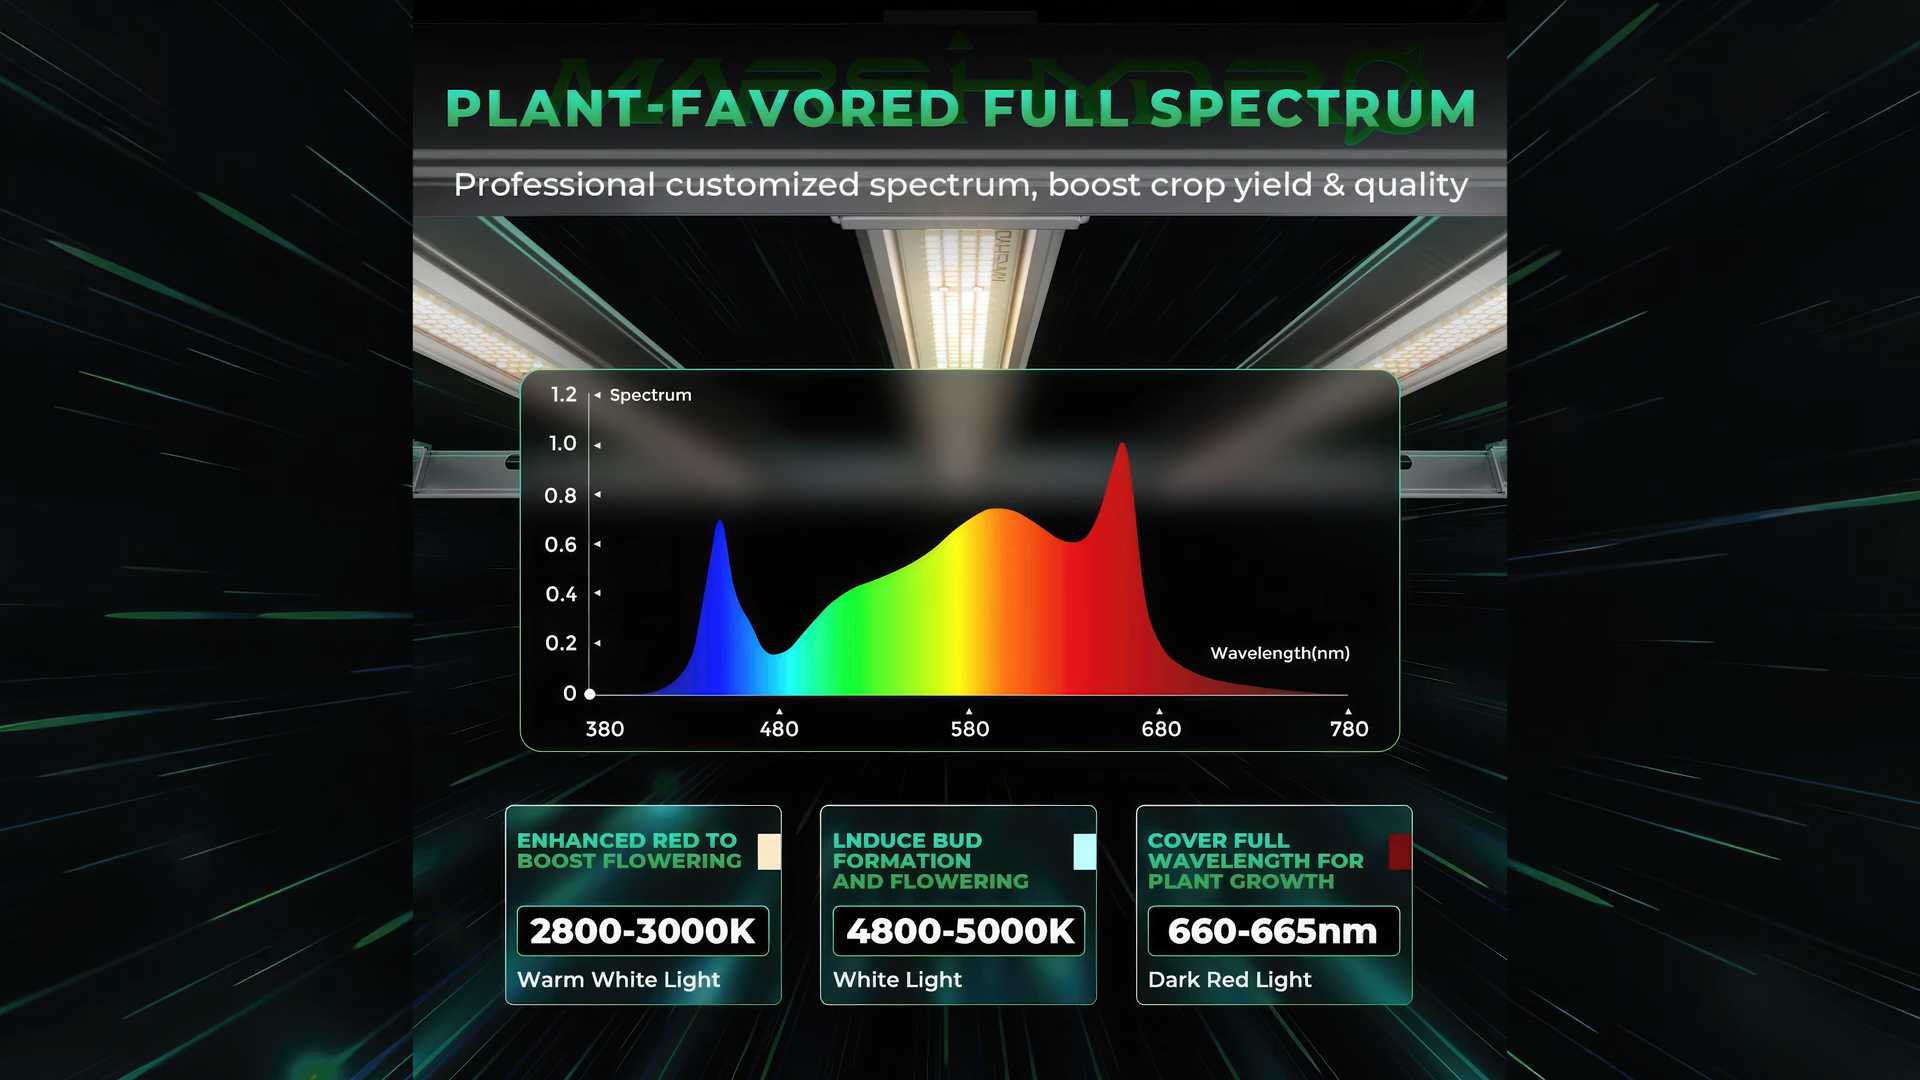 MARS HYDRO
PLANT-FAVORED FULL SPECTRUM
Professional customized spectrum, boost crop yield & quality
MARSHYDRO
1.2
Spectrum
1.0
0.8
0.6
0.4
0.2
Wavelength(nm)
0
380 480 580 680 780
ENHANCED RED TO
BOOST FLOWERING
2800-3000K
Warm White Light
LNDUCE BUD
FORMATION
AND FLOWERING
4800-5000K
White Light
COVER FULL
WAVELENGTH FOR
PLANT GROWTH
660-665nm
Dark Red Light